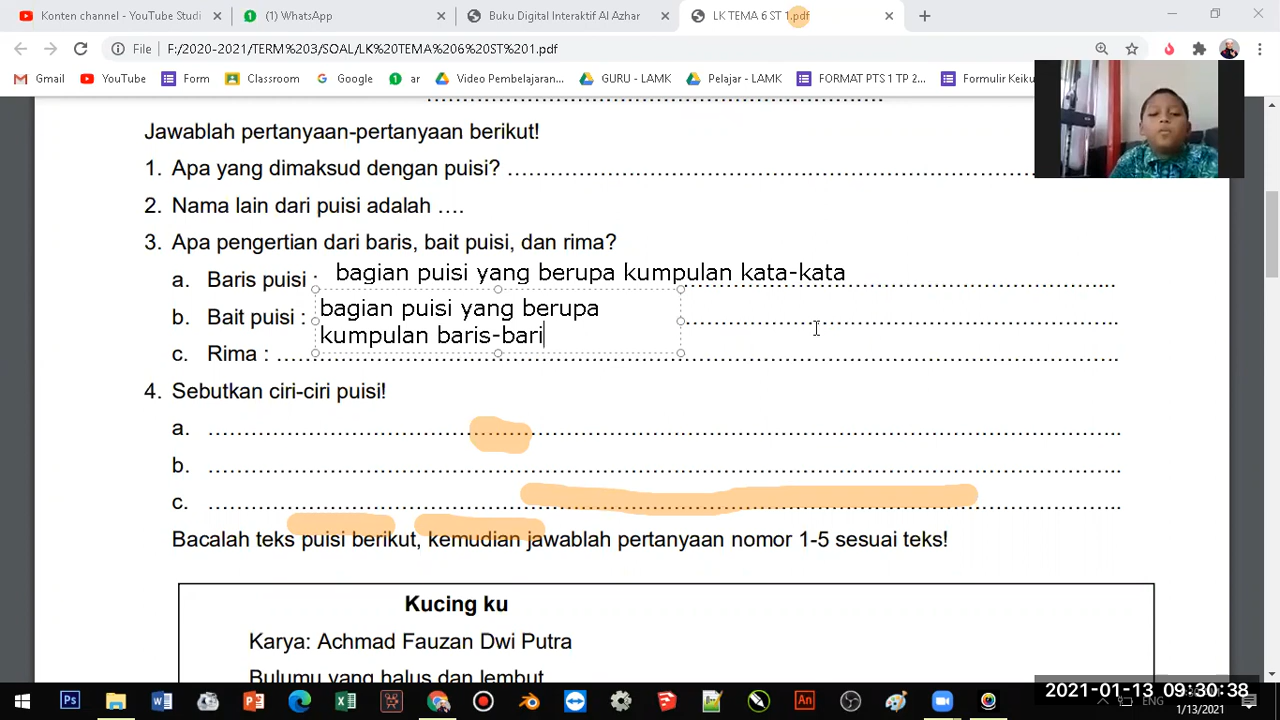 Konten channel - YouTube Studi
(1) WhatsApp
Buku Digital Interaktif Al Azhar
LK TEMA 6 ST 1.pdf
File
F:/2020-2021/TERM%203/SOAL/LK%20TEMA%206%20ST%201.pdf
Gmail
YouTube
Form
Classroom
Google
ar
Video Pembelajaran...
GURU - LAMK
Pelajar - LAMK
FORMAT PTS 1 TP 2...
Formulir Keiku
Jawablah pertanyaan-pertanyaan berikut!
1. Apa yang dimaksud dengan puisi? ……………………………………………………
2. Nama lain dari puisi adalah ….
3. Apa pengertian dari baris, bait puisi, dan rima?
a. Baris puisi : bagian puisi yang berupa kumpulan kata-kata
b. Bait puisi : bagian puisi yang berupa
kumpulan baris-bari
c. Rima : ……………………………………………………
4. Sebutkan ciri-ciri puisi!
a. ……………………………………………………
b. ……………………………………………………
c. ……………………………………………………
Bacalah teks puisi berikut, kemudian jawablah pertanyaan nomor 1-5 sesuai teks!
Kucing ku
Karya: Achmad Fauzan Dwi Putra
Bulumu yang halus dan lembut
2021-01-13 09:30:38
ENG
1/13/2021